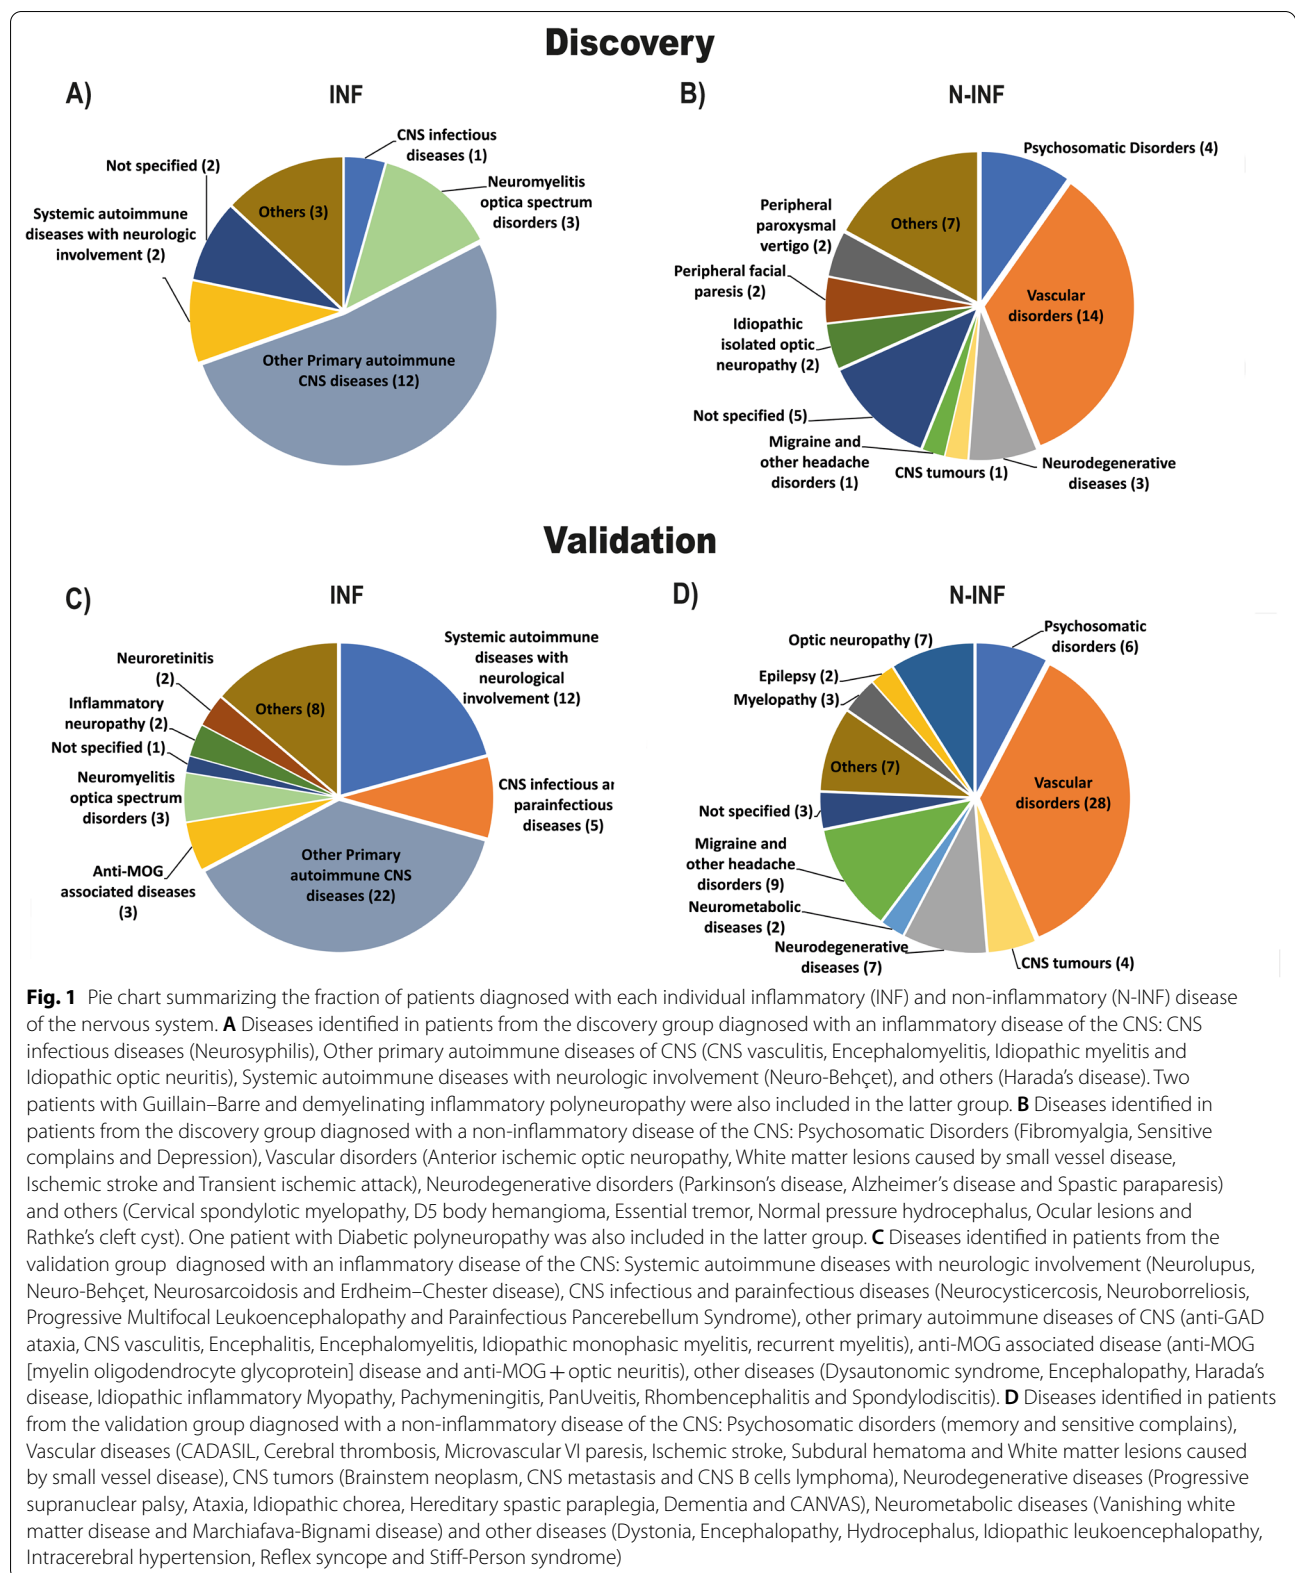 Discovery
A)
INF
CNS infectious
diseases (1)
Neuromyelitis
optica spectrum
disorders (3)
Other Primary autoimmune
CNS diseases (12)
Systemic autoimmune
diseases with neurologic
involvement (2)
Not specified (2)
Others (3)
B)
N-INF
Psychosomatic Disorders (4)
Vascular
disorders (14)
Neurodegenerative
diseases (3)
CNS tumours (1)
Migraine and
other headache
disorders (1)
Not specified (5)
Idiopathic
isolated optic
neuropathy (2)
Peripheral facial
paresis (2)
Peripheral
paroxysmal
vertigo (2)
Others (7)
Validation
C)
INF
Systemic autoimmune
diseases with
neurological
involvement (12)
CNS infectious ar
parainfectious
diseases (5)
Other Primary
autoimmune CNS
diseases (22)
Anti-MOG
associated diseases
(3)
Neuromyelitis
optica spectrum
disorders (3)
Not specified (1)
Inflammatory
neuropathy (2)
Neuroretinitis
(2)
Others (8)
D)
N-INF
Psychosomatic
disorders (6)
Vascular
disorders (28)
CNS tumours (4)
Neurodegenerative
diseases (7)
Neurometabolic
diseases (2)
Migraine and
other headache
disorders (9)
Not specified (3)
Others (7)
Myelopathy (3)
Epilepsy (2)
Optic neuropathy (7)
Fig. 1 Pie chart summarizing the fraction of patients diagnosed with each individual inflammatory (INF) and non-inflammatory (N-INF) disease
of the nervous system. A Diseases identified in patients from the discovery group diagnosed with an inflammatory disease of the CNS: CNS
infectious diseases (Neurosyphilis), Other primary autoimmune diseases of CNS (CNS vasculitis, Encephalomyelitis, Idiopathic myelitis and
Idiopathic optic neuritis), Systemic autoimmune diseases with neurologic involvement (Neuro-Behçet), and others (Harada's disease). Two
patients with Guillain–Barre and demyelinating inflammatory polyneuropathy were also included in the latter group. B Diseases identified in
patients from the discovery group diagnosed with a non-inflammatory disease of the CNS: Psychosomatic Disorders (Fibromyalgia, Sensitive
complains and Depression), Vascular disorders (Anterior ischemic optic neuropathy, White matter lesions caused by small vessel disease,
Ischemic stroke and Transient ischemic attack), Neurodegenerative disorders (Parkinson's disease, Alzheimer's disease and Spastic paraparesis)
and others (Cervical spondylotic myelopathy, D5 body hemangioma, Essential tremor, Normal pressure hydrocephalus, Ocular lesions and
Rathke's cleft cyst). One patient with Diabetic polyneuropathy was also included in the latter group. C Diseases identified in patients from the
validation group diagnosed with an inflammatory disease of the CNS: Systemic autoimmune diseases with neurologic involvement (Neurolupus,
Neuro-Behçet, Neurosarcoidosis and Erdheim–Chester disease), CNS infectious and parainfectious diseases (Neurocysticercosis, Neuroborreliosis,
Progressive Multifocal Leukoencephalopathy and Parainfectious Pancerebellum Syndrome), other primary autoimmune diseases of CNS (anti-GAD
ataxia, CNS vasculitis, Encephalitis, Encephalomyelitis, Idiopathic monophasic myelitis, recurrent myelitis), anti-MOG associated disease (anti-MOG
[myelin oligodendrocyte glycoprotein] disease and anti-MOG + optic neuritis), other diseases (Dysautonomic syndrome, Encephalopathy, Harada's
disease, Idiopathic inflammatory Myopathy, Pachymeningitis, PanUveitis, Rhombencephalitis and Spondylodiscitis). D Diseases identified in patients
from the validation group diagnosed with a non-inflammatory disease of the CNS: Psychosomatic disorders (memory and sensitive complains),
Vascular diseases (CADASIL, Cerebral thrombosis, Microvascular VI paresis, Ischemic stroke, Subdural hematoma and White matter lesions caused
by small vessel disease), CNS tumors (Brainstem neoplasm, CNS metastasis and CNS B cells lymphoma), Neurodegenerative diseases (Progressive
supranuclear palsy, Ataxia, Idiopathic chorea, Hereditary spastic paraplegia, Dementia and CANVAS), Neurometabolic diseases (Vanishing white
matter disease and Marchiafava-Bignami disease) and other diseases (Dystonia, Encephalopathy, Hydrocephalus, Idiopathic leukoencephalopathy,
Intracerebral hypertension, Reflex syncope and Stiff-Person syndrome)